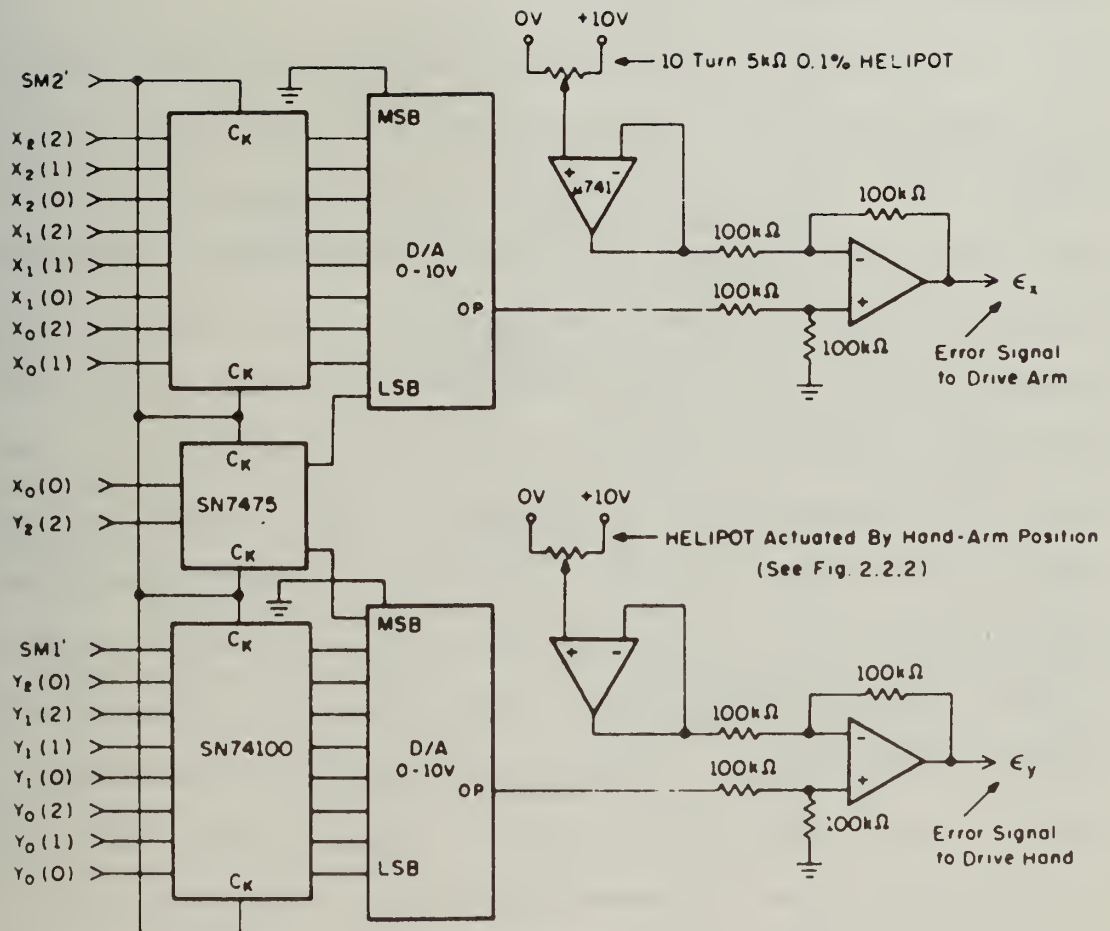 0V +10V
10 Turn 5kΩ 0.1% HELIPOT
SM2'
MSB
CK
X2(2)
X2(1)
X2(0)
X1(2)
X1(1)
X1(0)
X0(2)
X0(1)
+ -
μ741
100kΩ
100kΩ
D/A
0-10V
OP
100kΩ
-
+
εx
100kΩ
Error Signal
to Drive Arm
CK
LSB
CK
X0(0)
SN7475
Y2(2)
CK
0V +10V
HELIPOT Actuated By Hand-Arm Position
(See Fig. 2.2.2)
MSB
CK
SM1'
Y2(0)
Y1(2)
Y1(1)
Y1(0)
Y0(2)
Y0(1)
Y0(0)
SN74100
+ -
100kΩ
100kΩ
D/A
0-10V
OP
100kΩ
-
+
εy
100kΩ
Error Signal
to Drive Hand
LSB
CK